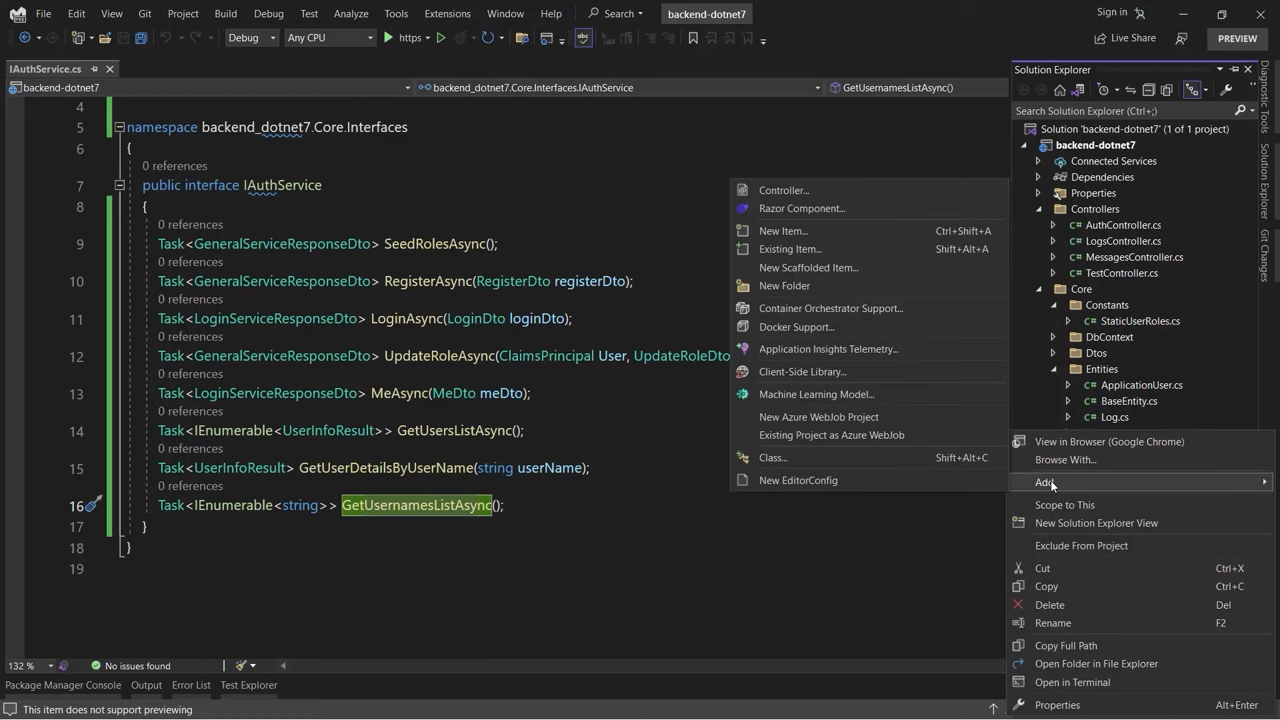 File Edit View Git Project Build Debug Test Analyze Tools Extensions Window Help Search backend-dotnet7 Sign in
Debug Any CPU https Live Share PREVIEW
IAuthService.cs
backend-dotnet7 backend_dotnet7.Core.Interfaces.IAuthService GetUsernamesListAsync()
4
5 namespace backend_dotnet7.Core.Interfaces
6 {
0 references
7 public interface IAuthService
8 {
0 references
9 Task<GeneralServiceResponseDto> SeedRolesAsync();
0 references
10 Task<GeneralServiceResponseDto> RegisterAsync(RegisterDto registerDto);
0 references
11 Task<LoginServiceResponseDto> LoginAsync(LoginDto loginDto);
0 references
12 Task<GeneralServiceResponseDto> UpdateRoleAsync(ClaimsPrincipal User, UpdateRoleDto
0 references
13 Task<LoginServiceResponseDto> MeAsync(MeDto meDto);
0 references
14 Task<IEnumerable<UserInfoResult>> GetUsersListAsync();
0 references
15 Task<UserInfoResult> GetUserDetailsByUserName(string userName);
0 references
16 Task<IEnumerable<string>> GetUsernamesListAsync();
17 }
18 }
19
Controller...
Razor Component...
New Item... Ctrl+Shift+A
Existing Item... Shift+Alt+A
New Scaffolded Item...
New Folder
Container Orchestrator Support...
Docker Support...
Application Insights Telemetry...
Client-Side Library...
Machine Learning Model...
New Azure WebJob Project
Existing Project as Azure WebJob
Class... Shift+Alt+C
New EditorConfig
Solution Explorer
Search Solution Explorer (Ctrl+;)
Solution 'backend-dotnet7' (1 of 1 project)
backend-dotnet7
Connected Services
Dependencies
Properties
Controllers
AuthController.cs
LogsController.cs
MessagesController.cs
TestController.cs
Core
Constants
StaticUserRoles.cs
DbContext
Dtos
Entities
ApplicationUser.cs
BaseEntity.cs
Log.cs
View in Browser (Google Chrome)
Browse With...
Add
Scope to This
New Solution Explorer View
Exclude From Project
Cut Ctrl+X
Copy Ctrl+C
Delete Del
Rename F2
Copy Full Path
Open Folder in File Explorer
Open in Terminal
Properties Alt+Enter
Diagnostic Tools
Solution Explorer
Git Changes
132 % No issues found
Package Manager Console Output Error List Test Explorer
This item does not support previewing